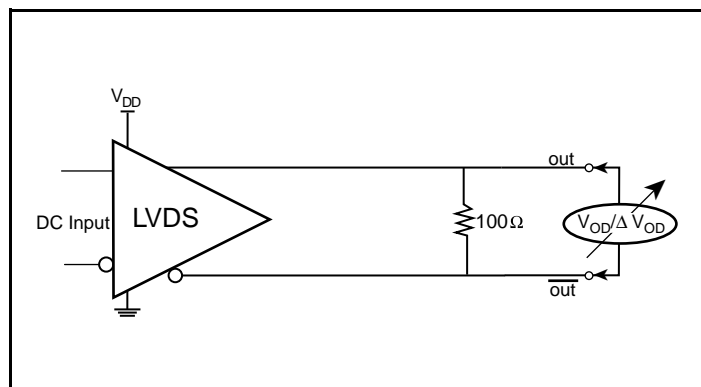 VDD
out
DC Input
LVDS
100Ω
VOD/Δ VOD
out